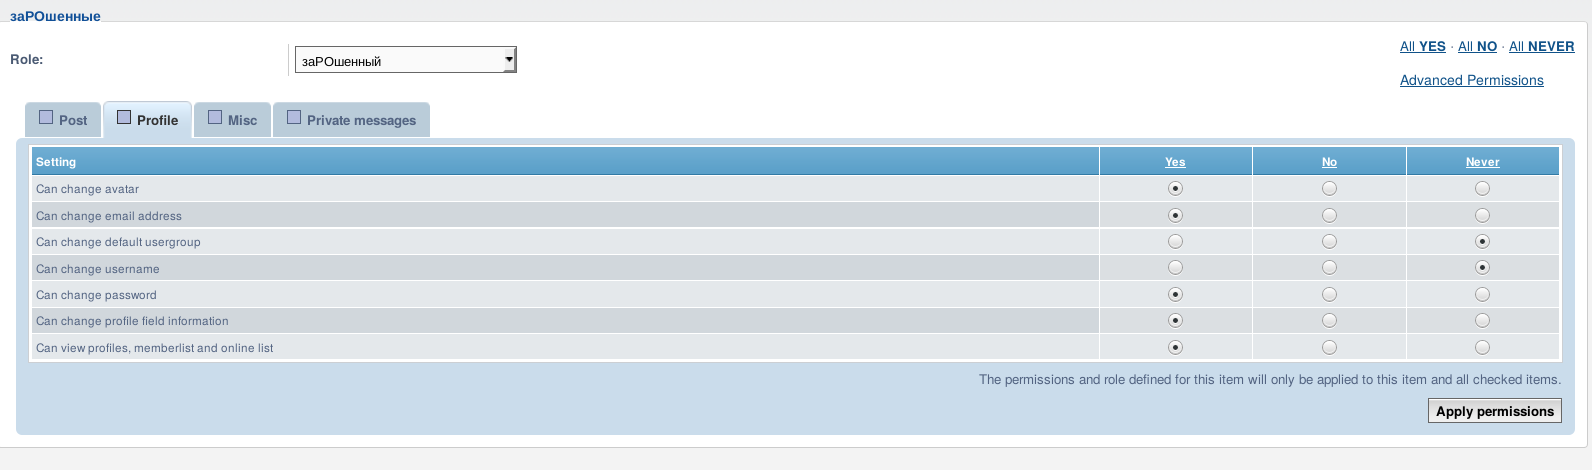 заРОшенные
Role:
заРОшенный
All YES · All NO · All NEVER
Advanced Permissions
Post
Profile
Misc
Private messages
Setting Yes No Never
Can change avatar
Can change email address
Can change default usergroup
Can change username
Can change password
Can change profile field information
Can view profiles, memberlist and online list
The permissions and role defined for this item will only be applied to this item and all checked items.
Apply permissions